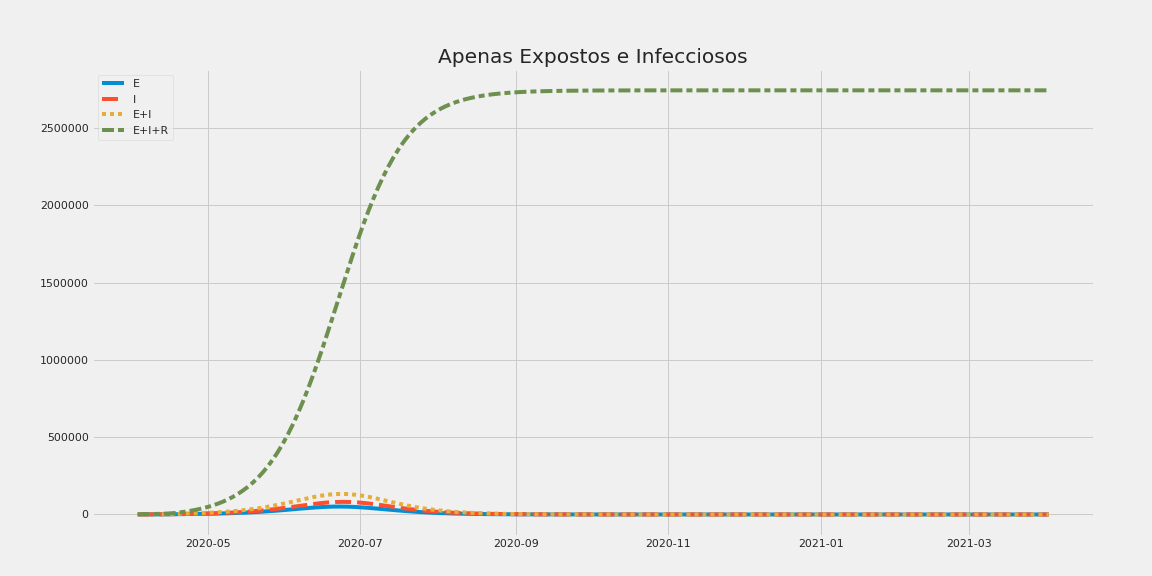 Apenas Expostos e Infecciosos
E
I
E+I
E+I+R
2500000
2000000
1500000
1000000
500000
0
2020-05 2020-07 2020-09 2020-11 2021-01 2021-03